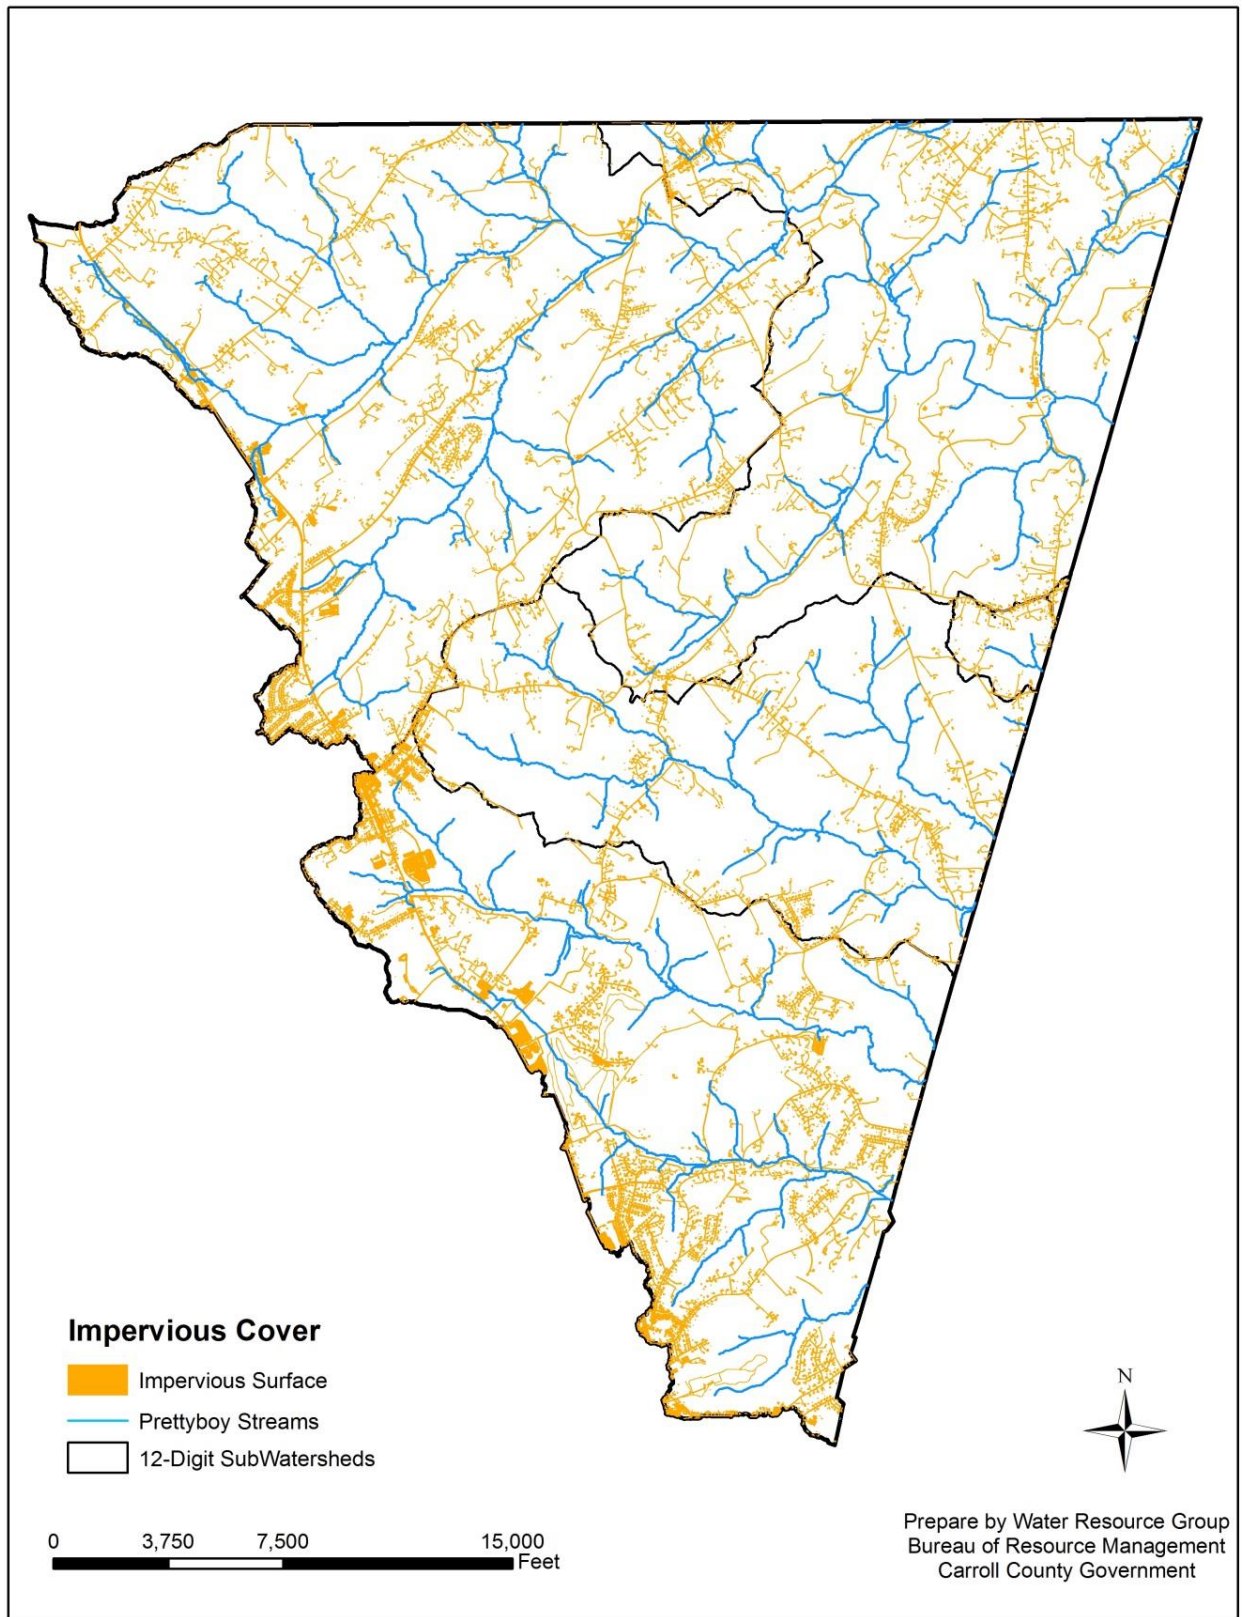 Impervious Cover
Impervious Surface
Prettyboy Streams
12-Digit SubWatersheds
N
0 3,750 7,500 15,000
Feet
Prepare by Water Resource Group
Bureau of Resource Management
Carroll County Government